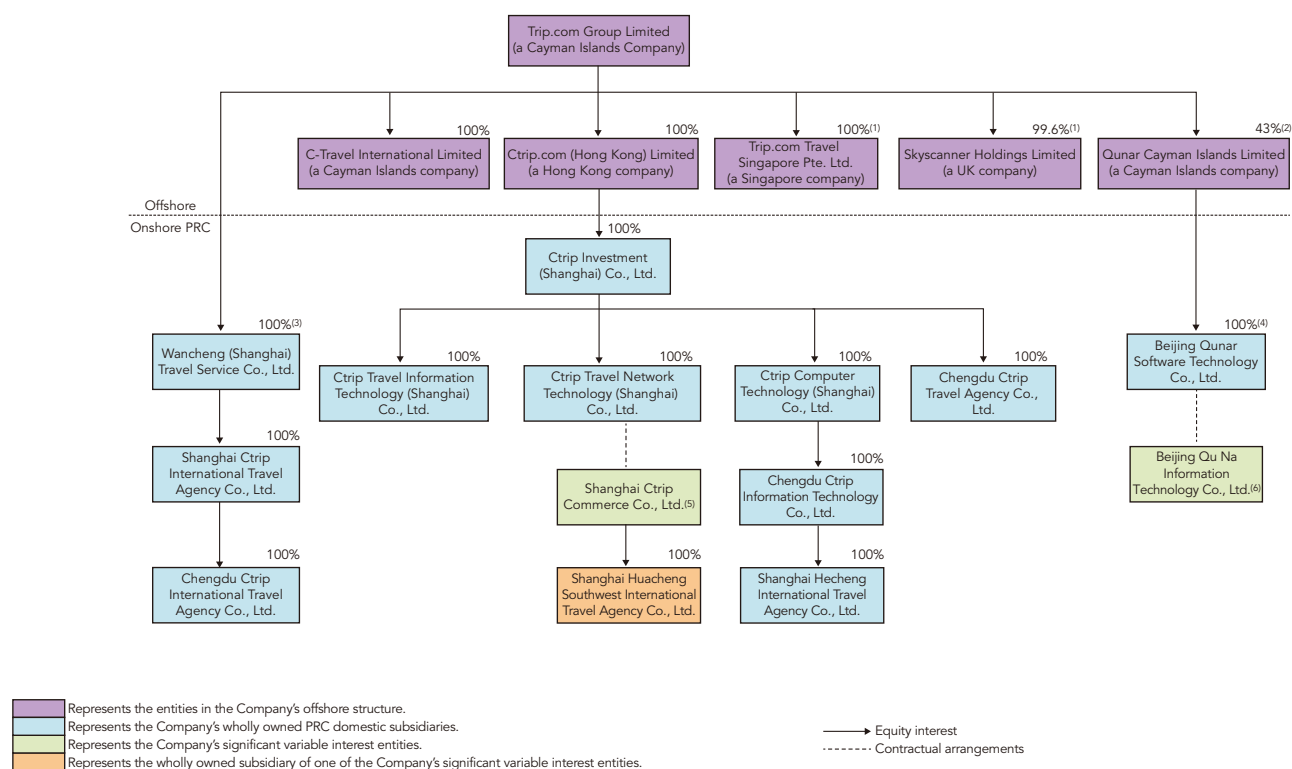 Trip.com Group Limited
(a Cayman Islands Company)
100%
C-Travel International Limited
(a Cayman Islands company)
100%
Ctrip.com (Hong Kong) Limited
(a Hong Kong company)
100%(1)
Trip.com Travel
Singapore Pte. Ltd.
(a Singapore company)
99.6%(1)
Skyscanner Holdings Limited
(a UK company)
43%(2)
Qunar Cayman Islands Limited
(a Cayman Islands company)
Offshore
Onshore PRC
100%
Ctrip Investment
(Shanghai) Co., Ltd.
100%(3)
Wancheng (Shanghai)
Travel Service Co., Ltd.
100%
Ctrip Travel Information
Technology (Shanghai)
Co., Ltd.
100%
Ctrip Travel Network
Technology (Shanghai)
Co., Ltd.
100%
Ctrip Computer
Technology (Shanghai)
Co., Ltd.
100%
Chengdu Ctrip
Travel Agency Co.,
Ltd.
100%(4)
Beijing Qunar
Software Technology
Co., Ltd.
100%
Shanghai Ctrip
International Travel
Agency Co., Ltd.
Shanghai Ctrip
Commerce Co., Ltd.(5)
100%
Chengdu Ctrip
Information Technology
Co., Ltd.
Beijing Qu Na
Information
Technology Co., Ltd.(6)
100%
Chengdu Ctrip
International Travel
Agency Co., Ltd.
100%
Shanghai Huacheng
Southwest International
Travel Agency Co., Ltd.
100%
Shanghai Hecheng
International Travel
Agency Co., Ltd.
Represents the entities in the Company's offshore structure.
Represents the Company's wholly owned PRC domestic subsidiaries.
Represents the Company's significant variable interest entities.
Represents the wholly owned subsidiary of one of the Company's significant variable interest entities.
Equity interest
Contractual arrangements